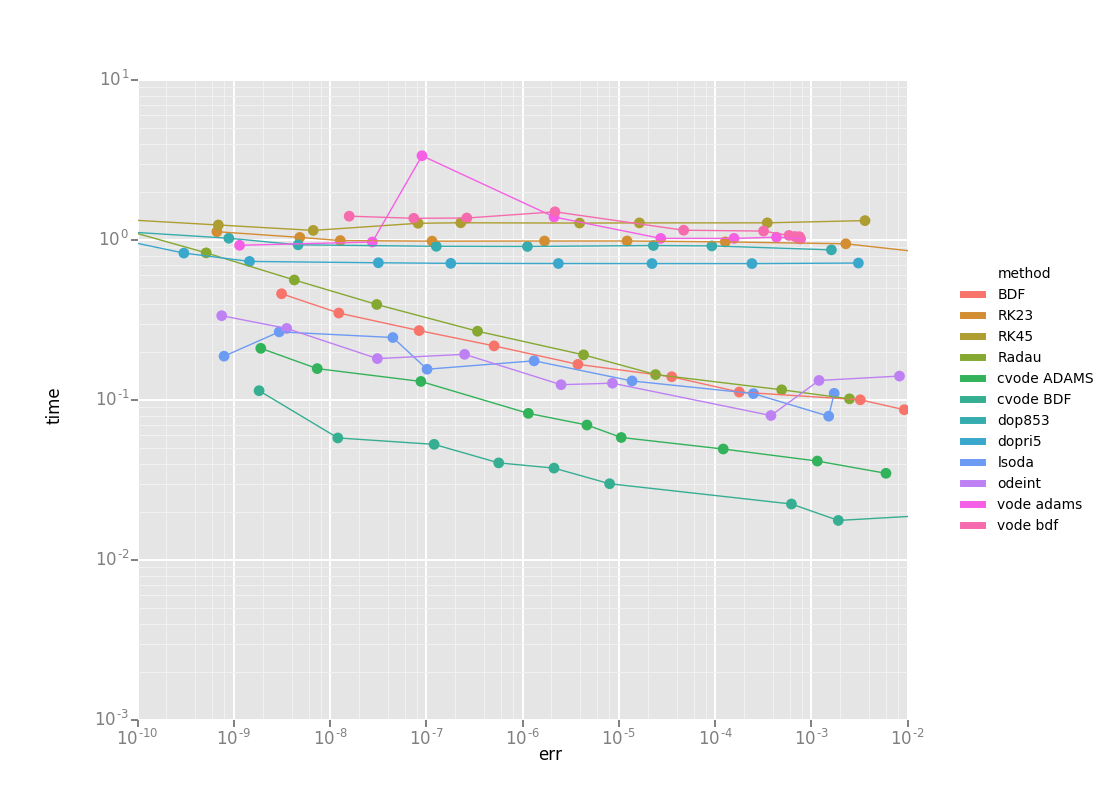 10^1
10^0
10^-1
10^-2
10^-3
time
10^-10 10^-9 10^-8 10^-7 10^-6 10^-5 10^-4 10^-3 10^-2
err
method
BDF
RK23
RK45
Radau
cvode ADAMS
cvode BDF
dop853
dopri5
lsoda
odeint
vode adams
vode bdf